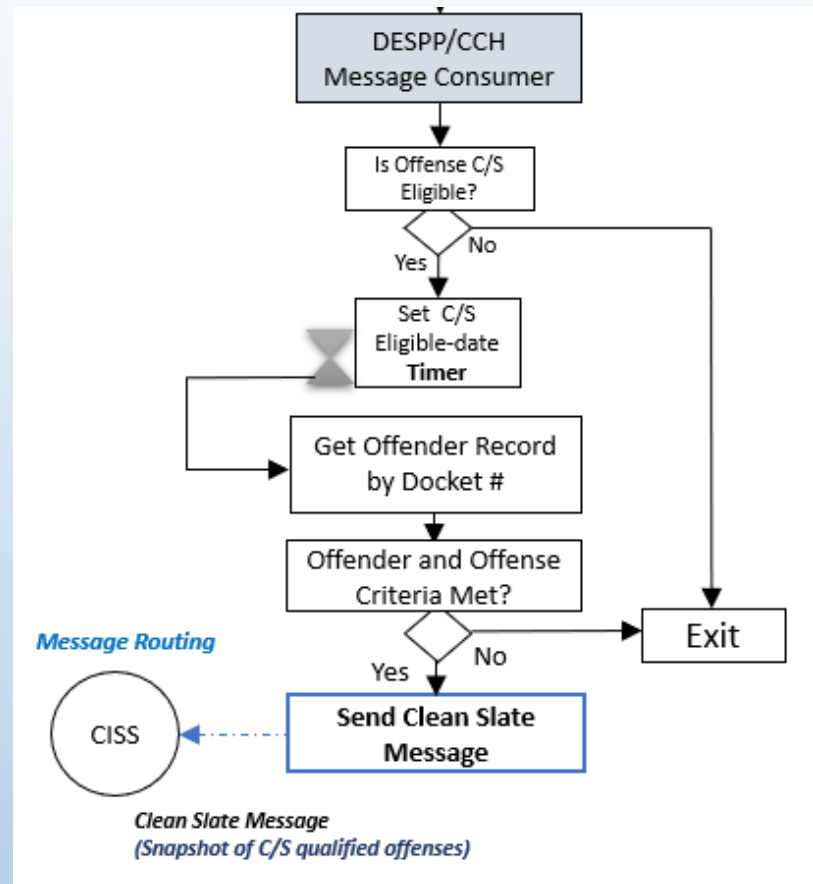 DESPP/CCH
Message Consumer
Is Offense C/S
Eligible?
No
Yes
Set C/S
Eligible-date
Timer
Get Offender Record
by Docket #
Offender and Offense
Criteria Met?
Exit
Message Routing
No
Yes
CISS
Send Clean Slate
Message
Clean Slate Message
(Snapshot of C/S qualified offenses)